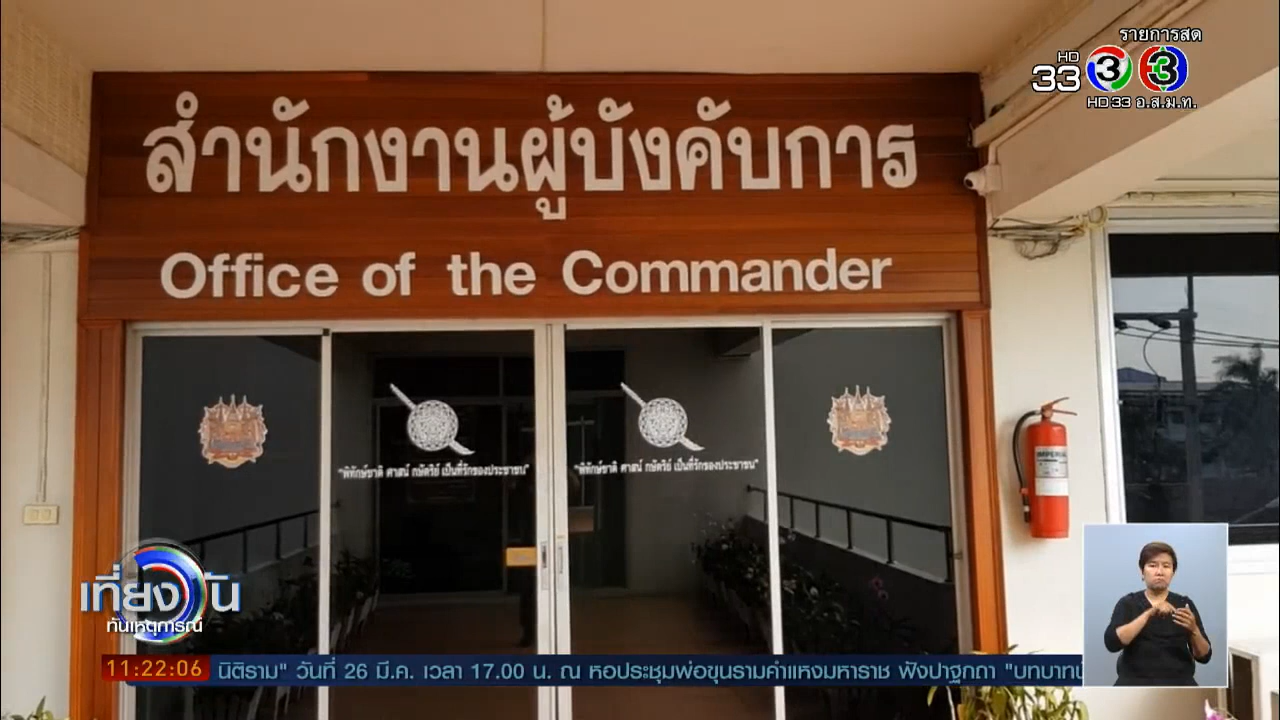 รายการสด
HD
33 3 3
HD 33 อ.ส.ม.ท.
สำนักงานผู้บังคับการ
Office of the Commander
"พิทักษ์ชาติ ศาสน์ กษัตริย์ เป็นที่รักของประชาชน"
"พิทักษ์ชาติ ศาสน์ กษัตริย์ เป็นที่รักของประชาชน"
IMPERIAL
เที่ยงวัน
ทันเหตุการณ์
11:22:06 นิติราม" วันที่ 26 มี.ค. เวลา 17.00 น. ณ หอประชุมพ่อขุนรามคำแหงมหาราช ฟังปาฐกถา "บทบาทน